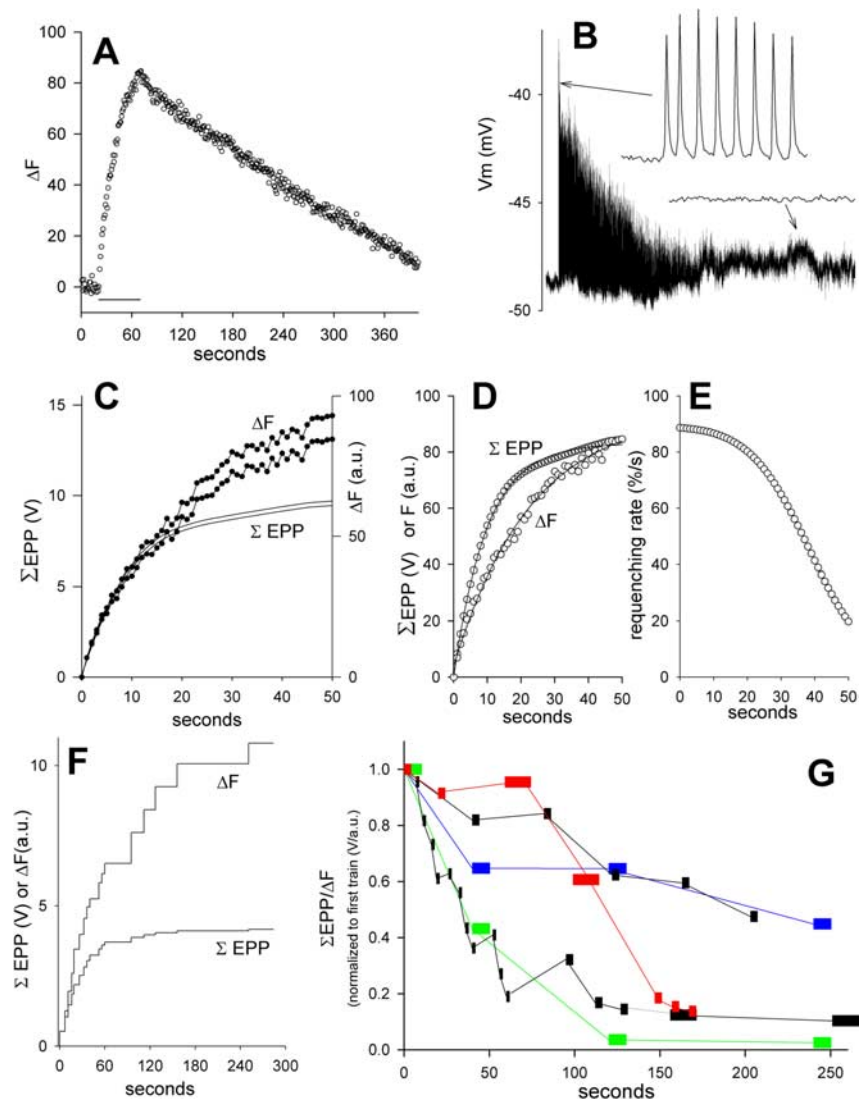 A
100
80
60
40
20
0
ΔF
0 60 120 180 240 300 360
seconds
B
Vm (mV)
-40
-45
-50
C
15
10
5
0
ΣEPP (V)
100
50
0
ΔF (a.u.)
ΔF
Σ EPP
0 10 20 30 40 50
seconds
D
100
80
60
40
20
0
ΣEPP (V) or F (a.u.)
Σ EPP
ΔF
0 10 20 30 40 50
seconds
E
100
80
60
40
20
0
requenching rate (%/s)
0 10 20 30 40 50
seconds
F
10
5
0
Σ EPP (V) or ΔF(a.u.)
ΔF
Σ EPP
0 60 120 180 240 300
seconds
G
1.0
0.8
0.6
0.4
0.2
0.0
ΣEPP/ΔF
(normalized to first train (V/a.u.)
0 50 100 150 200 250
seconds